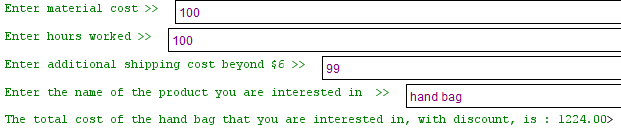 Enter material cost >> 100
Enter hours worked >> 100
Enter additional shipping cost beyond $6 >> 99
Enter the name of the product you are interested in >> hand bag
The total cost of the hand bag that you are interested in, with discount, is : 1224.00>